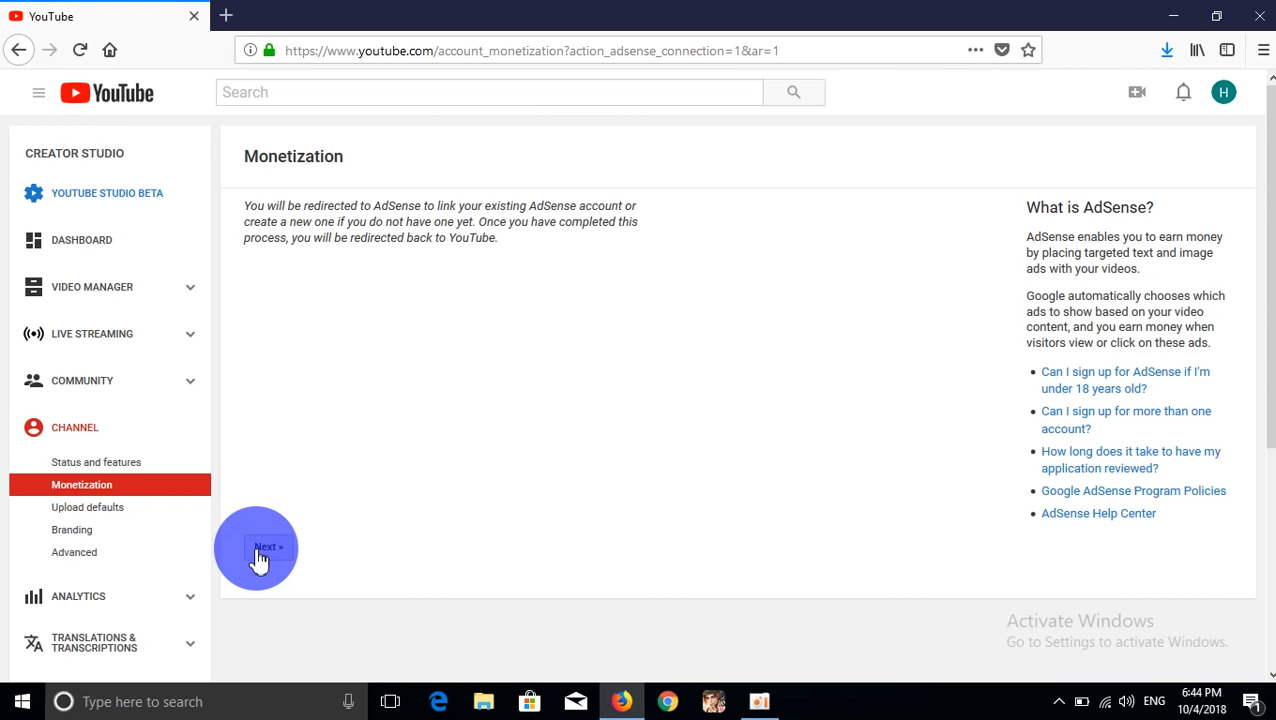 YouTube
https://www.youtube.com/account_monetization?action_adsense_connection=1&ar=1
YouTube
Search
H
CREATOR STUDIO
YOUTUBE STUDIO BETA
DASHBOARD
VIDEO MANAGER
LIVE STREAMING
COMMUNITY
CHANNEL
Status and features
Monetization
Upload defaults
Branding
Advanced
ANALYTICS
TRANSLATIONS &
TRANSCRIPTIONS
Monetization
You will be redirected to AdSense to link your existing AdSense account or
create a new one if you do not have one yet. Once you have completed this
process, you will be redirected back to YouTube.
Next »
What is AdSense?
AdSense enables you to earn money
by placing targeted text and image
ads with your videos.
Google automatically chooses which
ads to show based on your video
content, and you earn money when
visitors view or click on these ads.
Can I sign up for AdSense if I'm
under 18 years old?
Can I sign up for more than one
account?
How long does it take to have my
application reviewed?
Google AdSense Program Policies
AdSense Help Center
Activate Windows
Go to Settings to activate Windows.
Type here to search
ENG
6:44 PM
10/4/2018
1